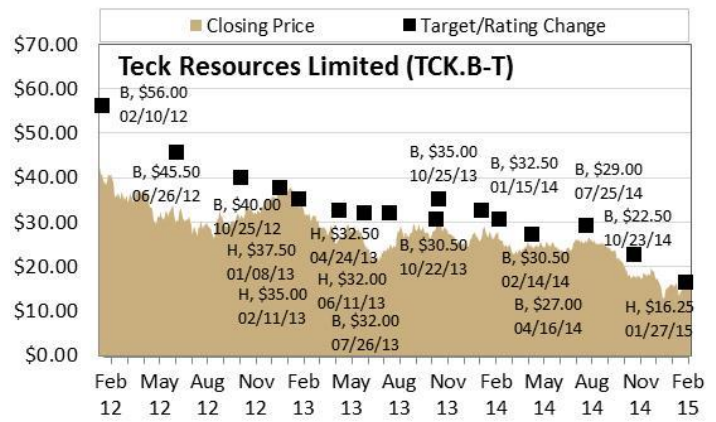 Closing Price
Target/Rating Change
$70.00
$60.00
$50.00
$40.00
$30.00
$20.00
$10.00
$0.00
Teck Resources Limited (TCK.B-T)
B, $56.00
02/10/12
B, $45.50
06/26/12
B, $40.00
10/25/12
H, $37.50
01/08/13
H, $35.00
02/11/13
H, $32.50
04/24/13
H, $32.00
06/11/13
B, $32.00
07/26/13
B, $30.50
10/22/13
B, $35.00
10/25/13
B, $32.50
01/15/14
B, $30.50
02/14/14
B, $27.00
04/16/14
B, $29.00
07/25/14
B, $22.50
10/23/14
H, $16.25
01/27/15
Feb May Aug Nov Feb May Aug Nov Feb May Aug Nov Feb
12 12 12 12 13 13 13 13 14 14 14 14 15